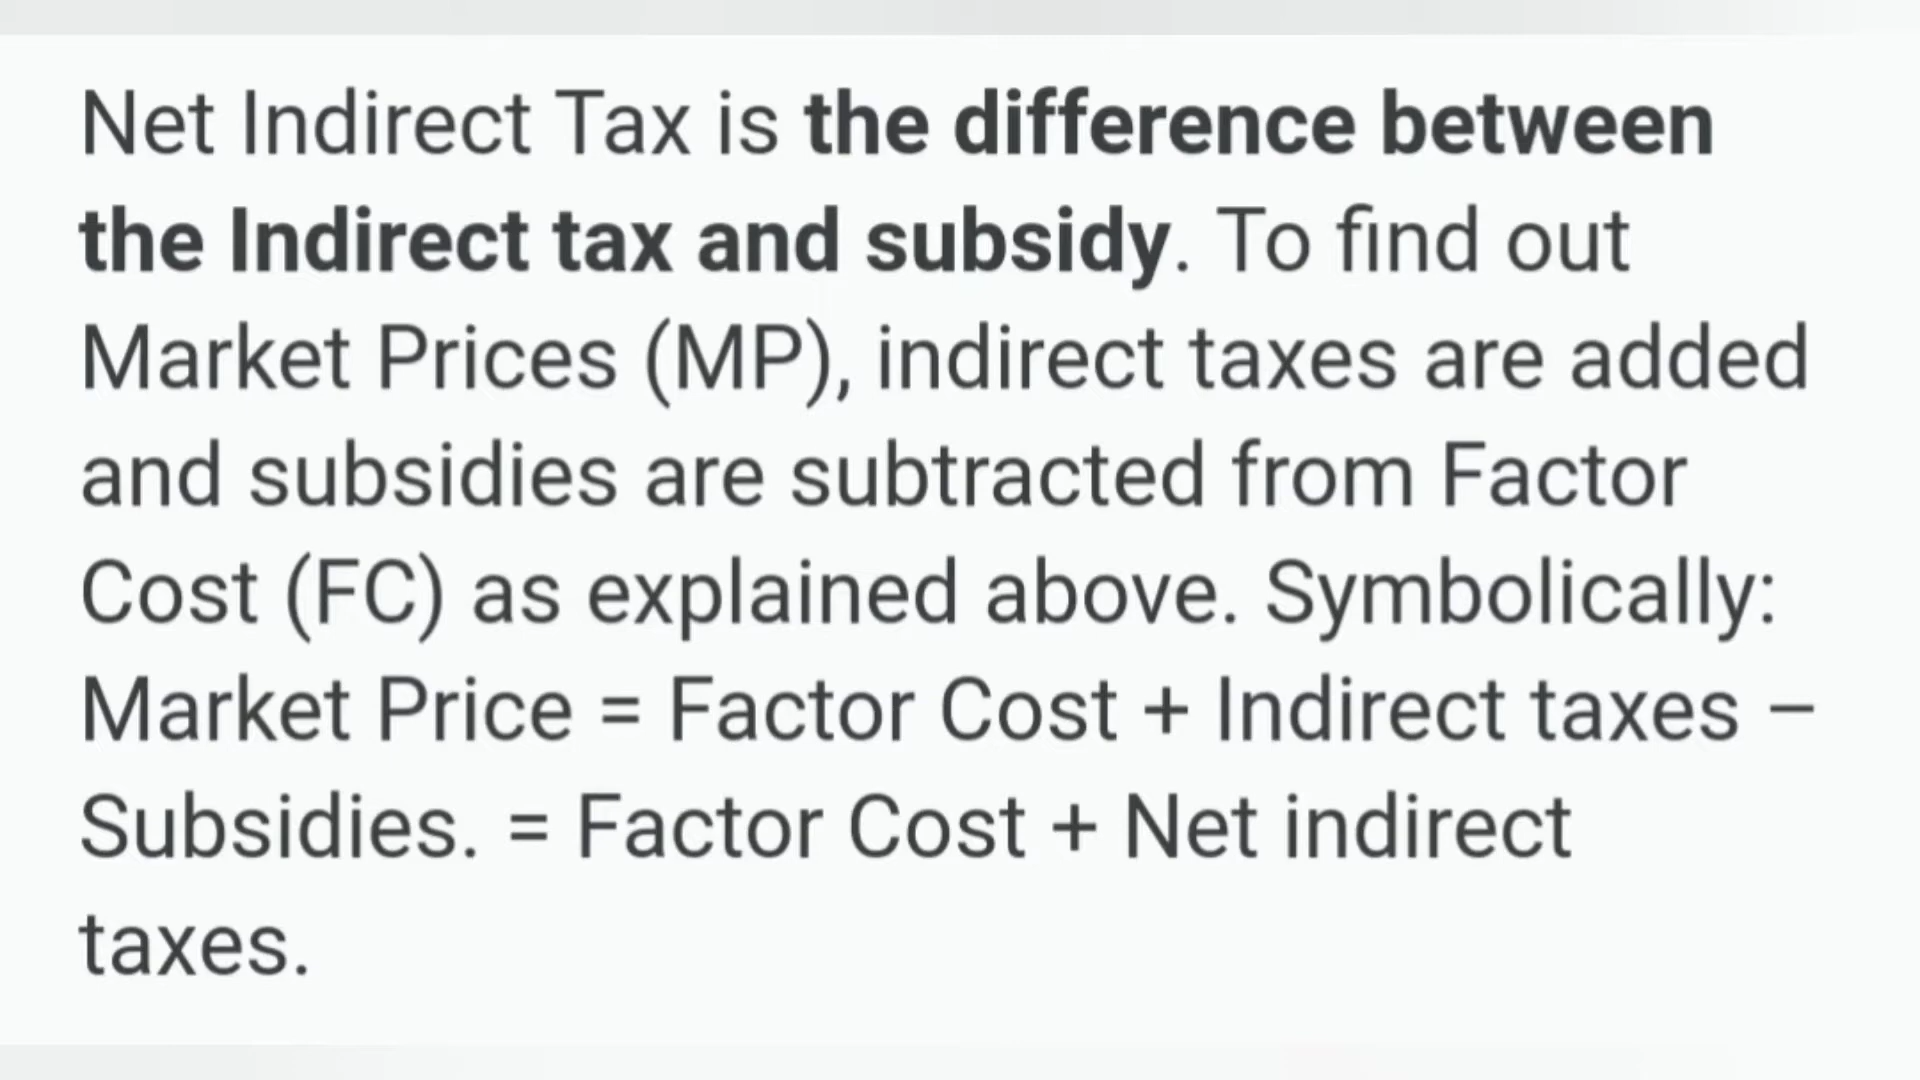 Net Indirect Tax is the difference between
the Indirect tax and subsidy. To find out
Market Prices (MP), indirect taxes are added
and subsidies are subtracted from Factor
Cost (FC) as explained above. Symbolically:
Market Price = Factor Cost + Indirect taxes –
Subsidies. = Factor Cost + Net indirect
taxes.